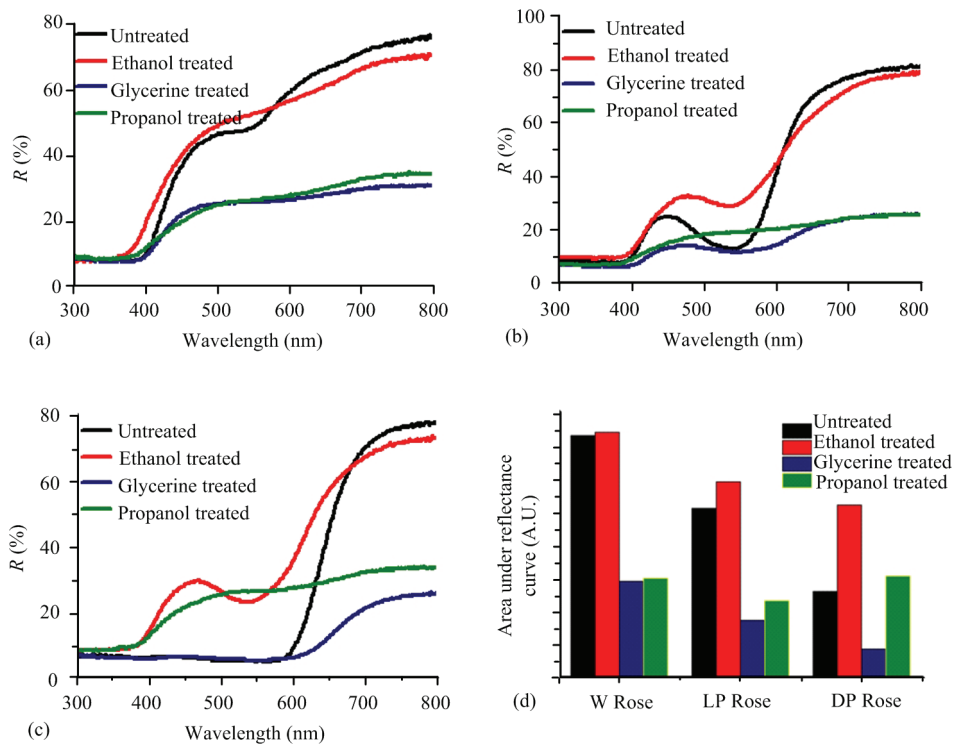 80
60
40
20
0
R (%)
Untreated
Ethanol treated
Glycerine treated
Propanol treated
300 400 500 600 700 800
Wavelength (nm)
(a)
100
80
60
40
20
0
R (%)
Untreated
Ethanol treated
Glycerine treated
Propanol treated
300 400 500 600 700 800
Wavelength (nm)
(b)
80
60
40
20
0
R (%)
Untreated
Ethanol treated
Glycerine treated
Propanol treated
300 400 500 600 700 800
Wavelength (nm)
(c)
Area under reflectance
curve (A.U.)
Untreated
Ethanol treated
Glycerine treated
Propanol treated
W Rose LP Rose DP Rose
(d)